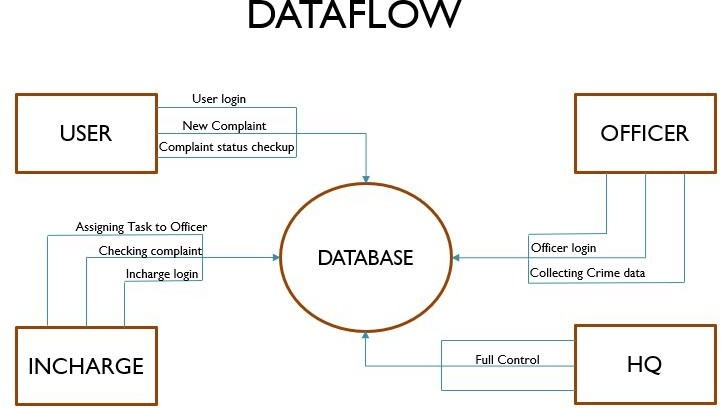 DATAFLOW
USER
User login
New Complaint
Complaint status checkup
OFFICER
Assigning Task to Officer
Checking complaint
Incharge login
DATABASE
Officer login
Collecting Crime data
INCHARGE
Full Control
HQ